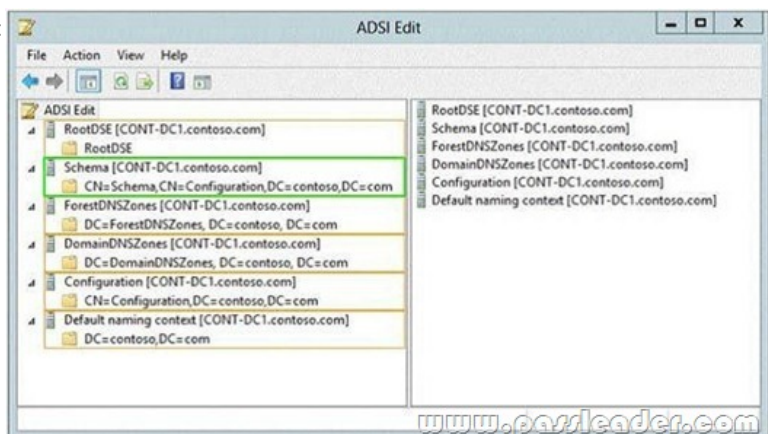 ADSI Edit
File Action View Help
ADSI Edit
RootDSE [CONT-DC1.contoso.com]
RootDSE
Schema [CONT-DC1.contoso.com]
CN=Schema,CN=Configuration,DC=contoso,DC=com
ForestDNSZones [CONT-DC1.contoso.com]
DC=ForestDNSZones, DC=contoso, DC=com
DomainDNSZones [CONT-DC1.contoso.com]
DC=DomainDNSZones, DC=contoso, DC=com
Configuration [CONT-DC1.contoso.com]
CN=Configuration,DC=contoso,DC=com
Default naming context [CONT-DC1.contoso.com]
DC=contoso,DC=com
RootDSE [CONT-DC1.contoso.com]
Schema [CONT-DC1.contoso.com]
ForestDNSZones [CONT-DC1.contoso.com]
DomainDNSZones [CONT-DC1.contoso.com]
Configuration [CONT-DC1.contoso.com]
Default naming context [CONT-DC1.contoso.com]
www.passleader.com